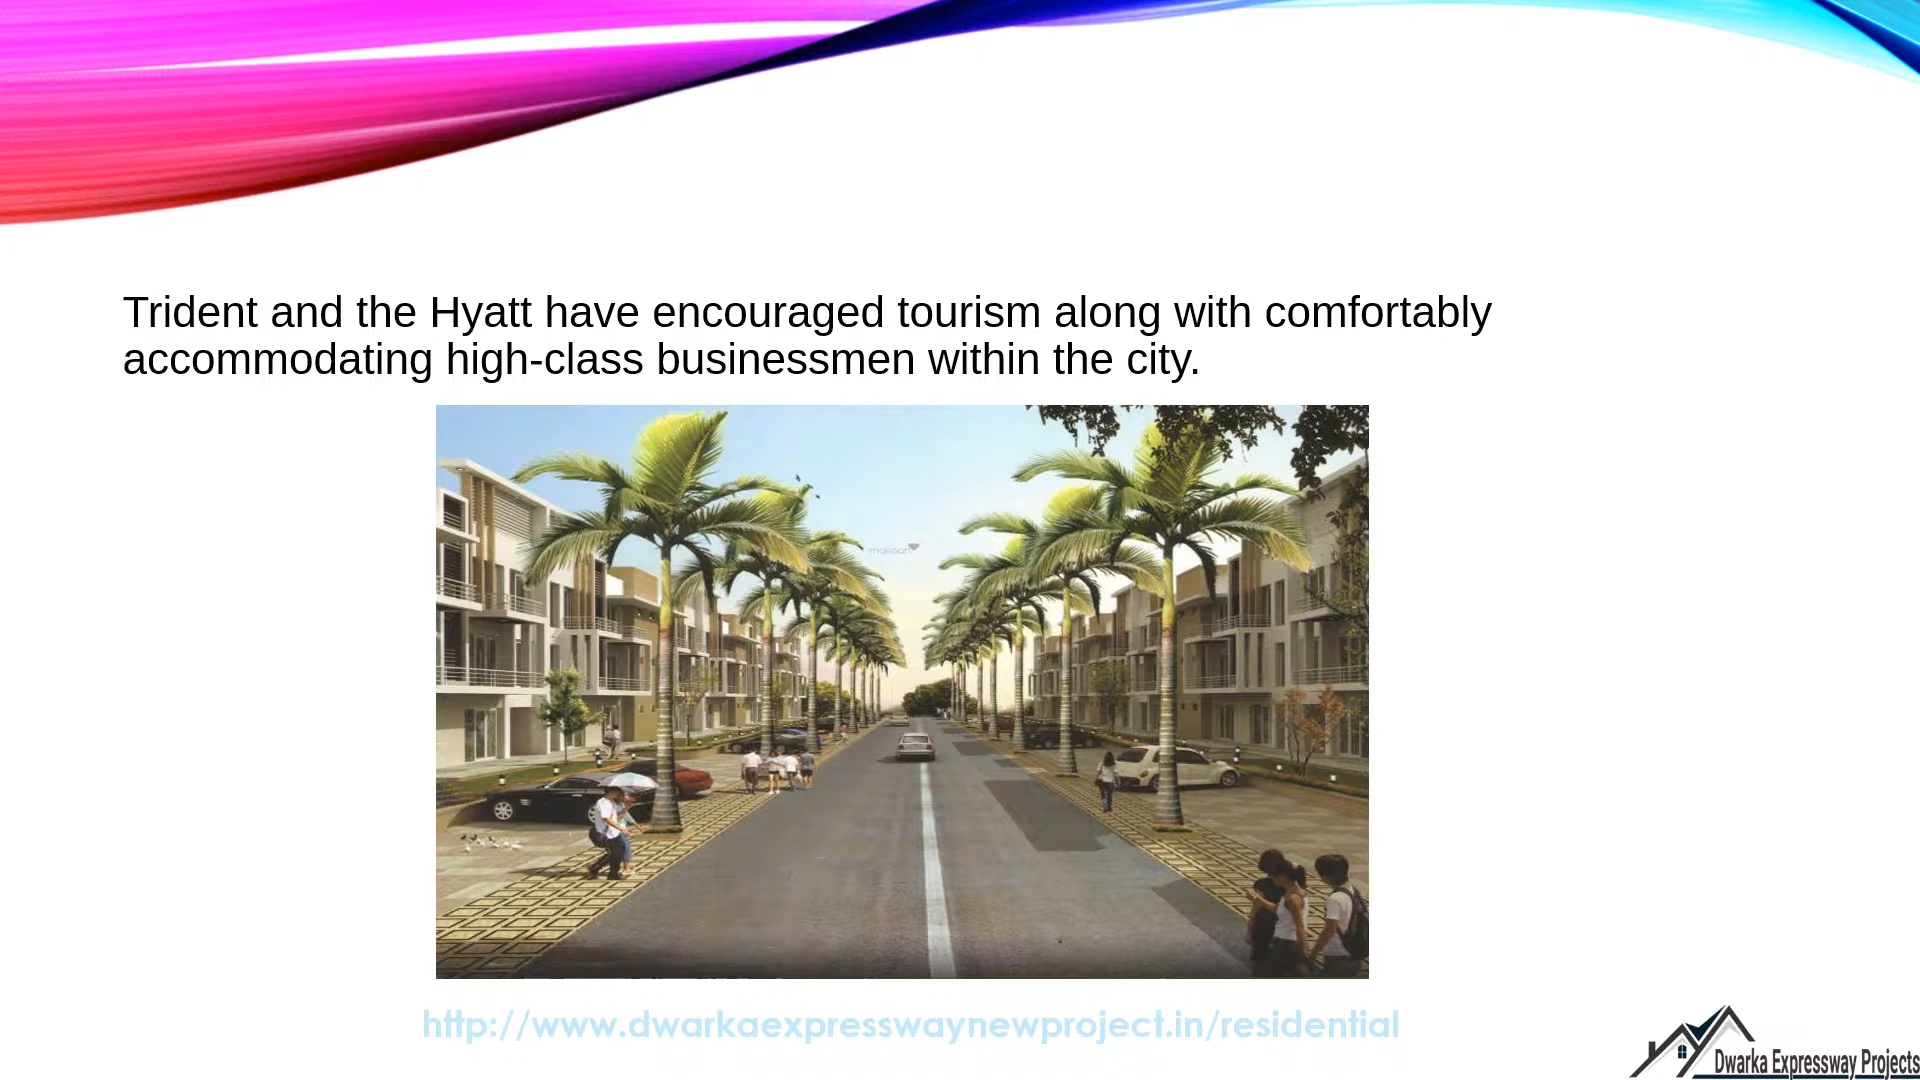 Trident and the Hyatt have encouraged tourism along with comfortably
accommodating high-class businessmen within the city.
makaan
http://www.dwarkaexpresswaynewproject.in/residential
Dwarka Expressway Projects